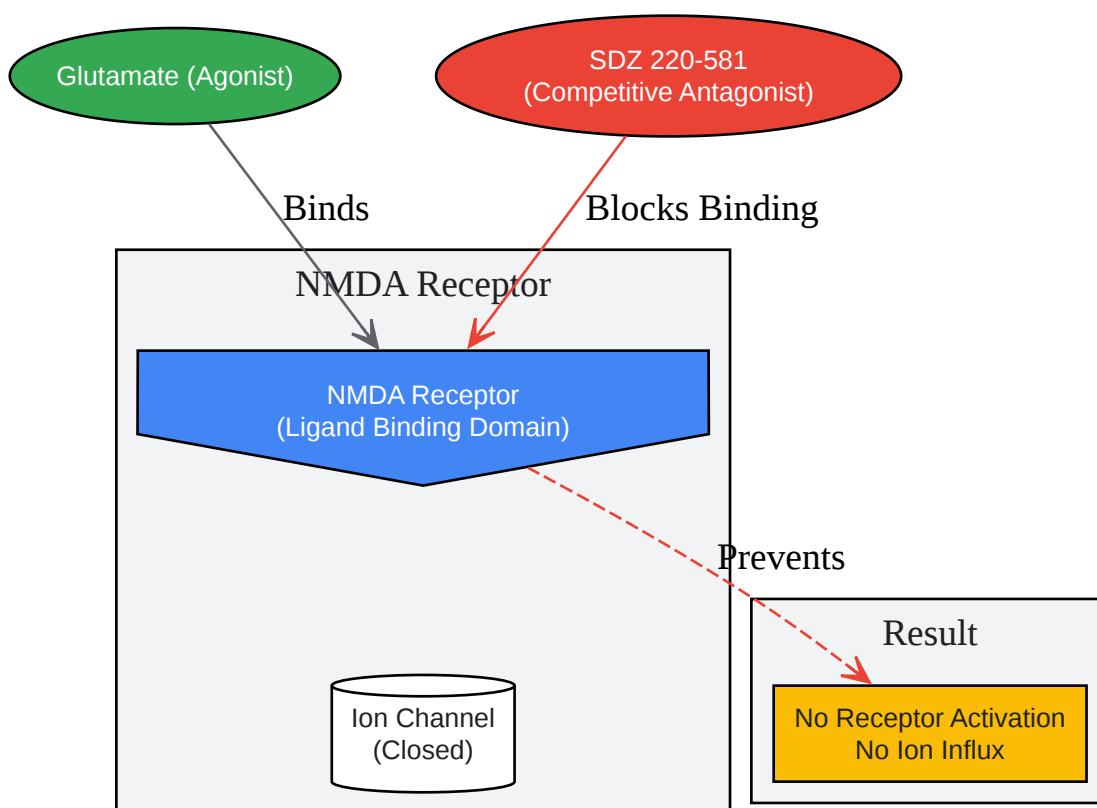 Glutamate (Agonist)
SDZ 220-581
(Competitive Antagonist)
Binds
Blocks Binding
NMDA Receptor
NMDA Receptor
(Ligand Binding Domain)
Prevents
Result
Ion Channel
(Closed)
No Receptor Activation
No Ion Influx